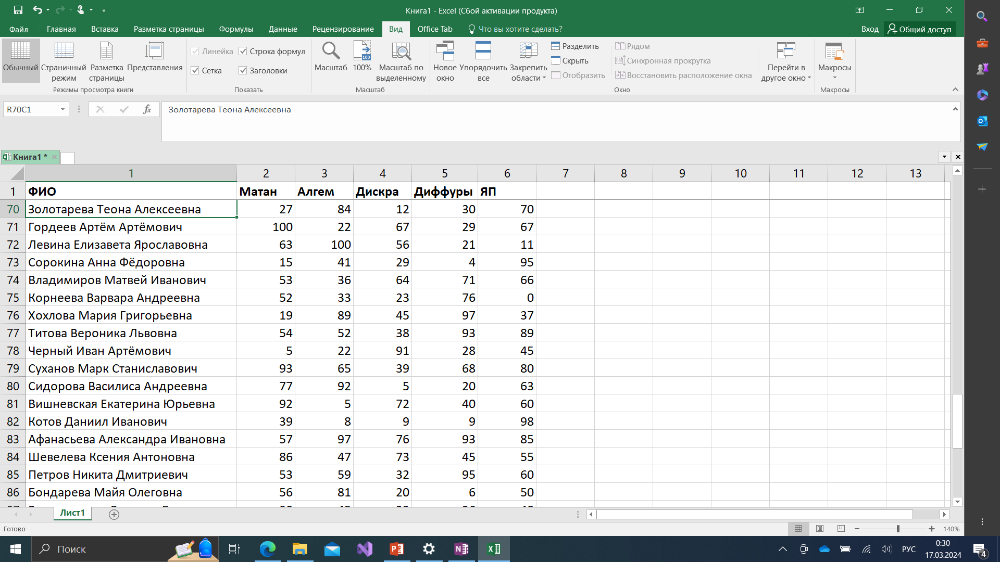 Книга1 - Excel (Сбой активации продукта)
Файл Главная Вставка Разметка страницы Формулы Данные Рецензирование Вид Office Tab Что вы хотите сделать? Вход Общий доступ
Обычный Страничный режим Разметка страницы Представления
Режимы просмотра книги
Линейка Строка формул
Сетка Заголовки
Показать
Масштаб 100% Масштаб по выделенному
Масштаб
Новое окно Упорядочить все Закрепить области
Разделить
Скрыть
Отобразить
Рядом
Синхронная прокрутка
Восстановить расположение окна
Перейти в другое окно
Окно
Макросы
Макросы
R70C1 fx Золотарева Теона Алексеевна
Книга1 *
1 2 3 4 5 6 7 8 9 10 11 12 13
1 ФИО Матан Алгем Дискра Диффуры ЯП
70 Золотарева Теона Алексеевна 27 84 12 30 70
71 Гордеев Артём Артёмович 100 22 67 29 67
72 Левина Елизавета Ярославовна 63 100 56 21 11
73 Сорокина Анна Фёдоровна 15 41 29 4 95
74 Владимиров Матвей Иванович 53 36 64 71 66
75 Корнеева Варвара Андреевна 52 33 23 76 0
76 Хохлова Мария Григорьевна 19 89 45 97 37
77 Титова Вероника Львовна 54 52 38 93 89
78 Черный Иван Артёмович 5 22 91 28 45
79 Суханов Марк Станиславович 93 65 39 68 80
80 Сидорова Василиса Андреевна 77 92 5 20 63
81 Вишневская Екатерина Юрьевна 92 5 72 40 60
82 Котов Даниил Иванович 39 8 9 9 98
83 Афанасьева Александра Ивановна 57 97 76 93 85
84 Шевелева Ксения Антоновна 86 47 73 45 55
85 Петров Никита Дмитриевич 53 59 32 95 60
86 Бондарева Майя Олеговна 56 81 20 6 50
Лист1
Готово 140%
Поиск
РУС 0:30
17.03.2024
4